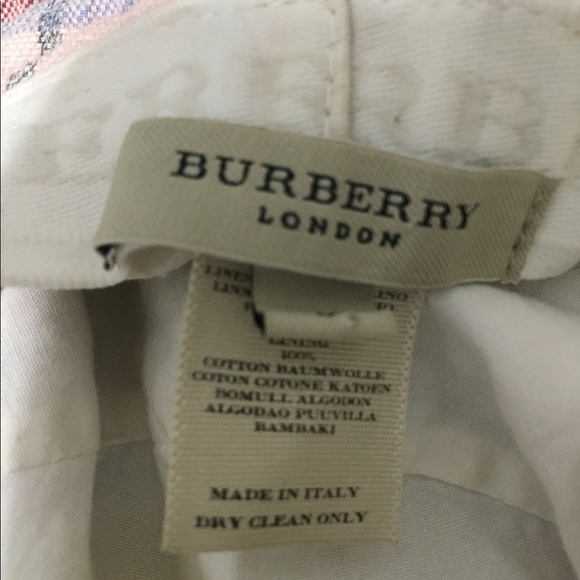 BURBERRY
LONDON
LINING
100%
COTTON BAUMWOLLE
COTON COTONE KATOEN
BOMULL ALGODON
ALGODAO PUUVILLA
BAMBAKI
MADE IN ITALY
DRY CLEAN ONLY